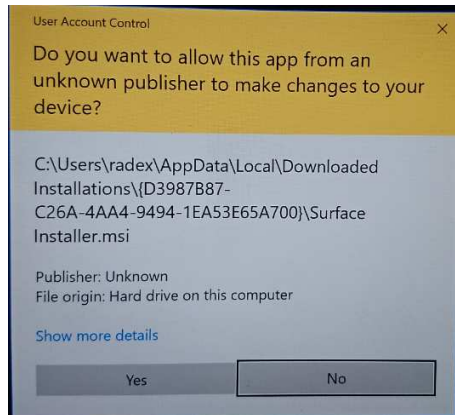 User Account Control
Do you want to allow this app from an
unknown publisher to make changes to your
device?
C:\Users\radex\AppData\Local\Downloaded
Installations\{D3987B87-
C26A-4AA4-9494-1EA53E65A700}\Surface
Installer.msi
Publisher: Unknown
File origin: Hard drive on this computer
Show more details
Yes
No